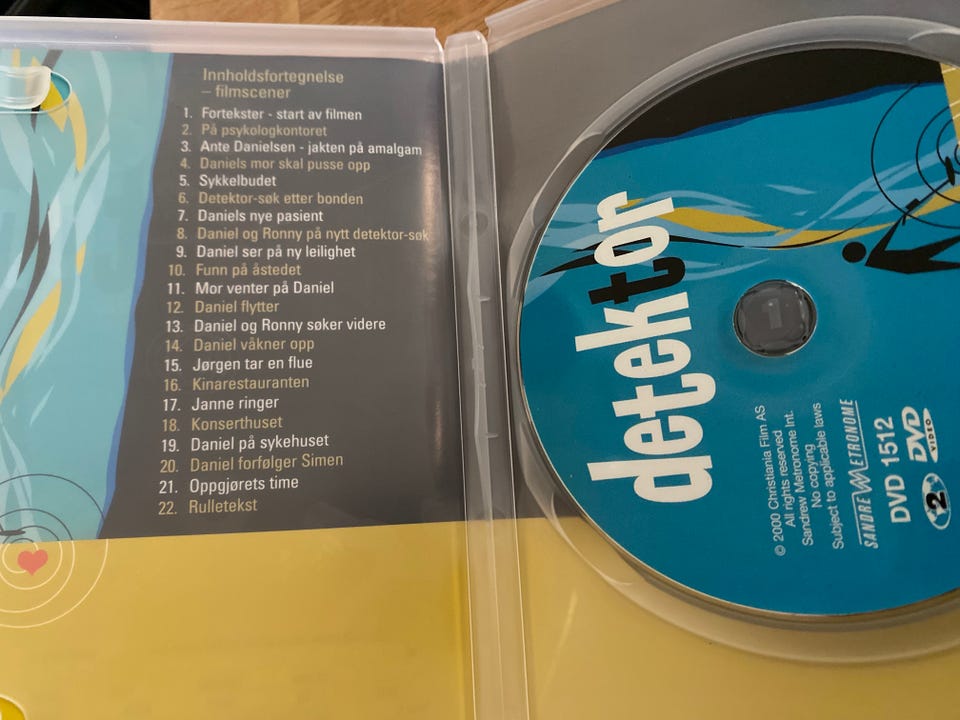 Innholdsfortegnelse
– filmscener
1. Fortekster - start av filmen
2. På psykologkontoret
3. Ante Danielsen - jakten på amalgam
4. Daniels mor skal pusse opp
5. Sykkelbudet
6. Detektor-søk etter bonden
7. Daniels nye pasient
8. Daniel og Ronny på nytt detektor-søk
9. Daniel ser på ny leilighet
10. Funn på åstedet
11. Mor venter på Daniel
12. Daniel flytter
13. Daniel og Ronny søker videre
14. Daniel våkner opp
15. Jørgen tar en flue
16. Kinarestauranten
17. Janne ringer
18. Konserthuset
19. Daniel på sykehuset
20. Daniel forfølger Simen
21. Oppgjørets time
22. Rulletekst
detektor
© 2000 Christiania Film AS
All rights reserved
Sandrew Metronome Int.
No copying
Subject to applicable laws
SANDREW METRONOME
DVD 1512
2
DVD
VIDEO